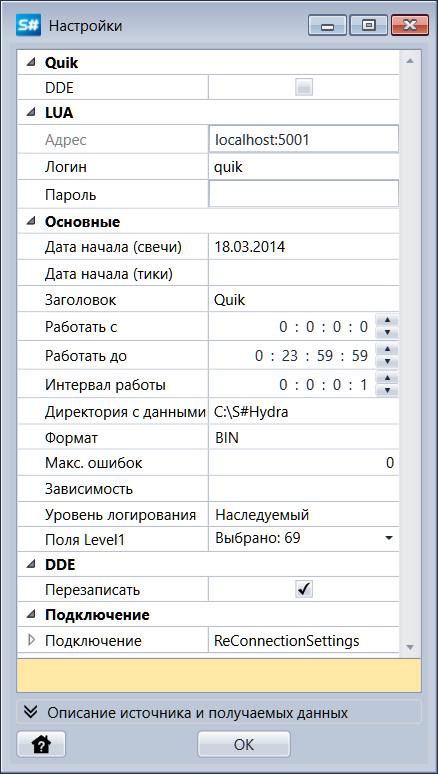 S# Настройки
Quik
DDE
LUA
Адрес localhost:5001
Логин quik
Пароль
Основные
Дата начала (свечи) 18.03.2014
Дата начала (тики)
Заголовок Quik
Работать с 0 : 0 : 0 : 0
Работать до 0 : 23 : 59 : 59
Интервал работы 0 : 0 : 0 : 1
Директория с данными C:\S#Hydra
Формат BIN
Макс. ошибок 0
Зависимость
Уровень логирования Наследуемый
Поля Level1 Выбрано: 69
DDE
Перезаписать
Подключение
Подключение ReConnectionSettings
Описание источника и получаемых данных
? OK